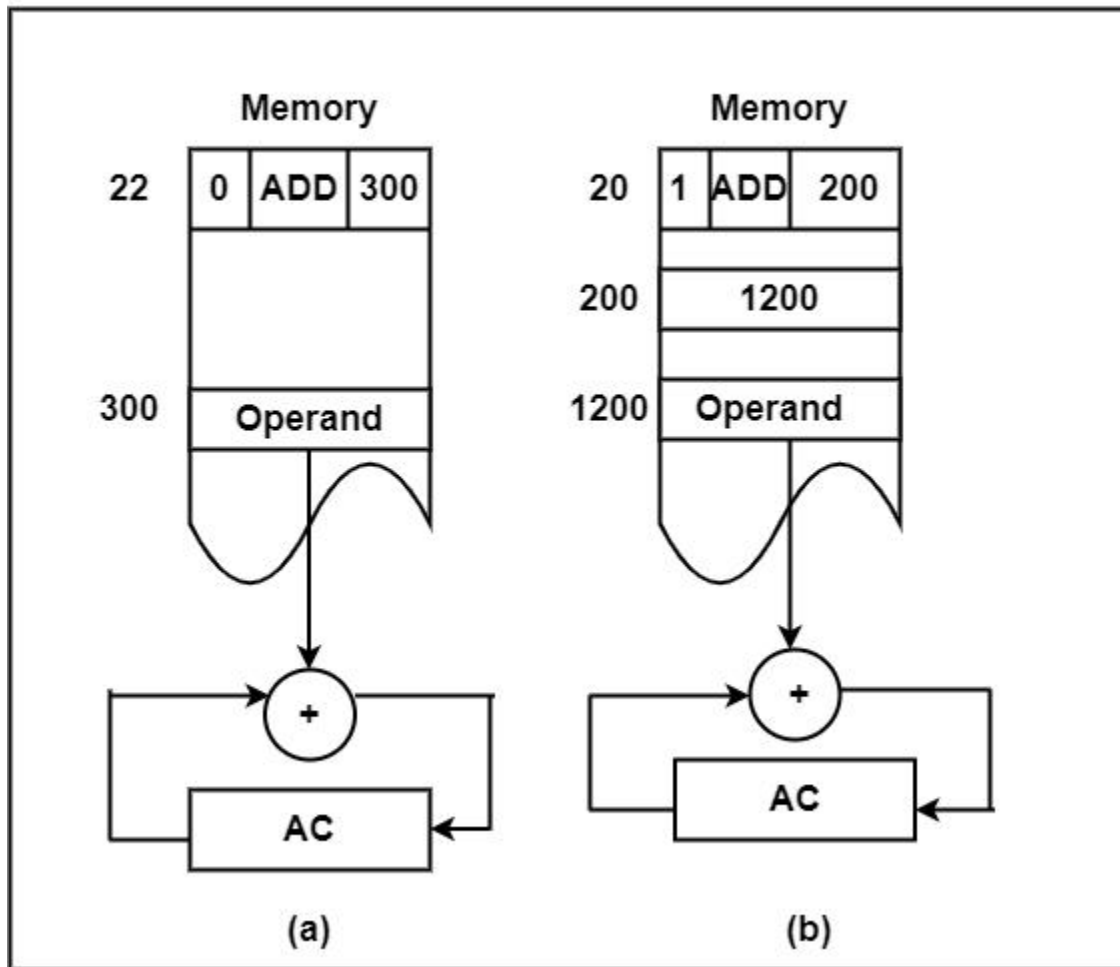 Memory
22 0 ADD 300
300 Operand
+
AC
(a)
Memory
20 1 ADD 200
200 1200
1200 Operand
+
AC
(b)